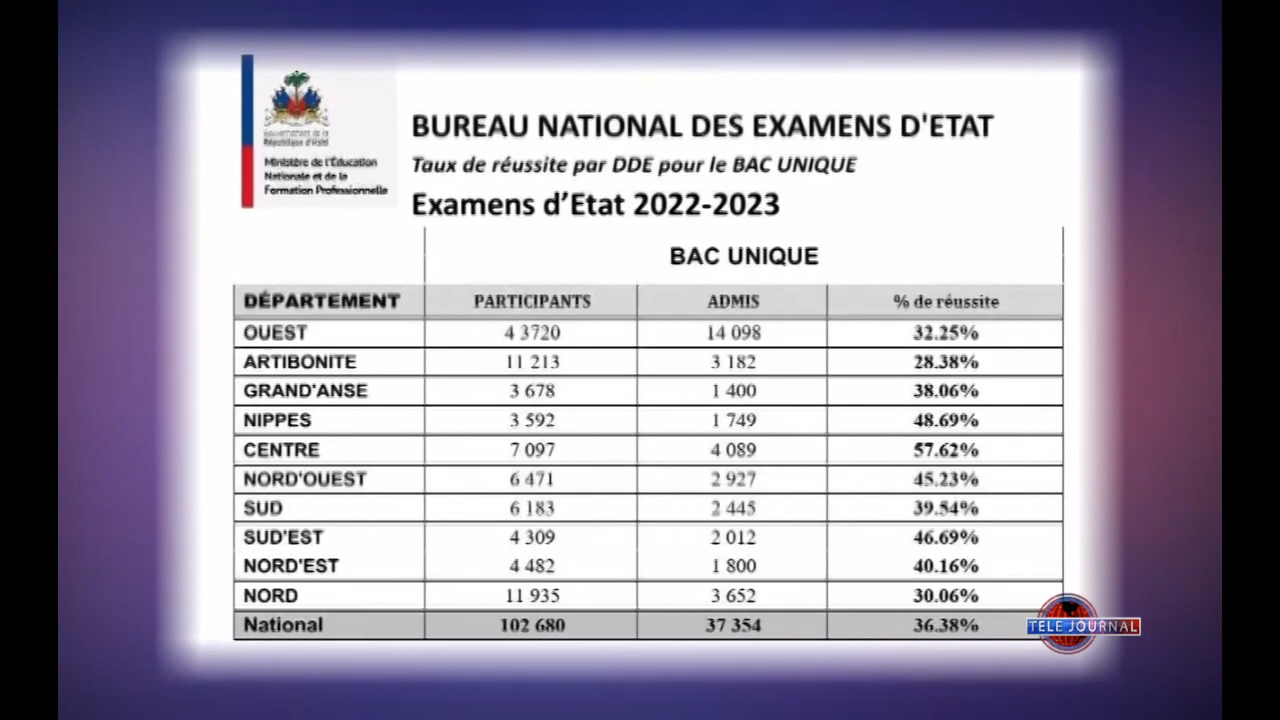 Gouvernement de la
République d'Haïti
Ministère de l'Éducation
Nationale et de la
Formation Professionnelle
BUREAU NATIONAL DES EXAMENS D'ETAT
Taux de réussite par DDE pour le BAC UNIQUE
Examens d'Etat 2022-2023
BAC UNIQUE
DÉPARTEMENT PARTICIPANTS ADMIS % de réussite
OUEST 4 3720 14 098 32.25%
ARTIBONITE 11 213 3 182 28.38%
GRAND'ANSE 3 678 1 400 38.06%
NIPPES 3 592 1 749 48.69%
CENTRE 7 097 4 089 57.62%
NORD'OUEST 6 471 2 927 45.23%
SUD 6 183 2 445 39.54%
SUD'EST 4 309 2 012 46.69%
NORD'EST 4 482 1 800 40.16%
NORD 11 935 3 652 30.06%
National 102 680 37 354 36.38%
TELE JOURNAL